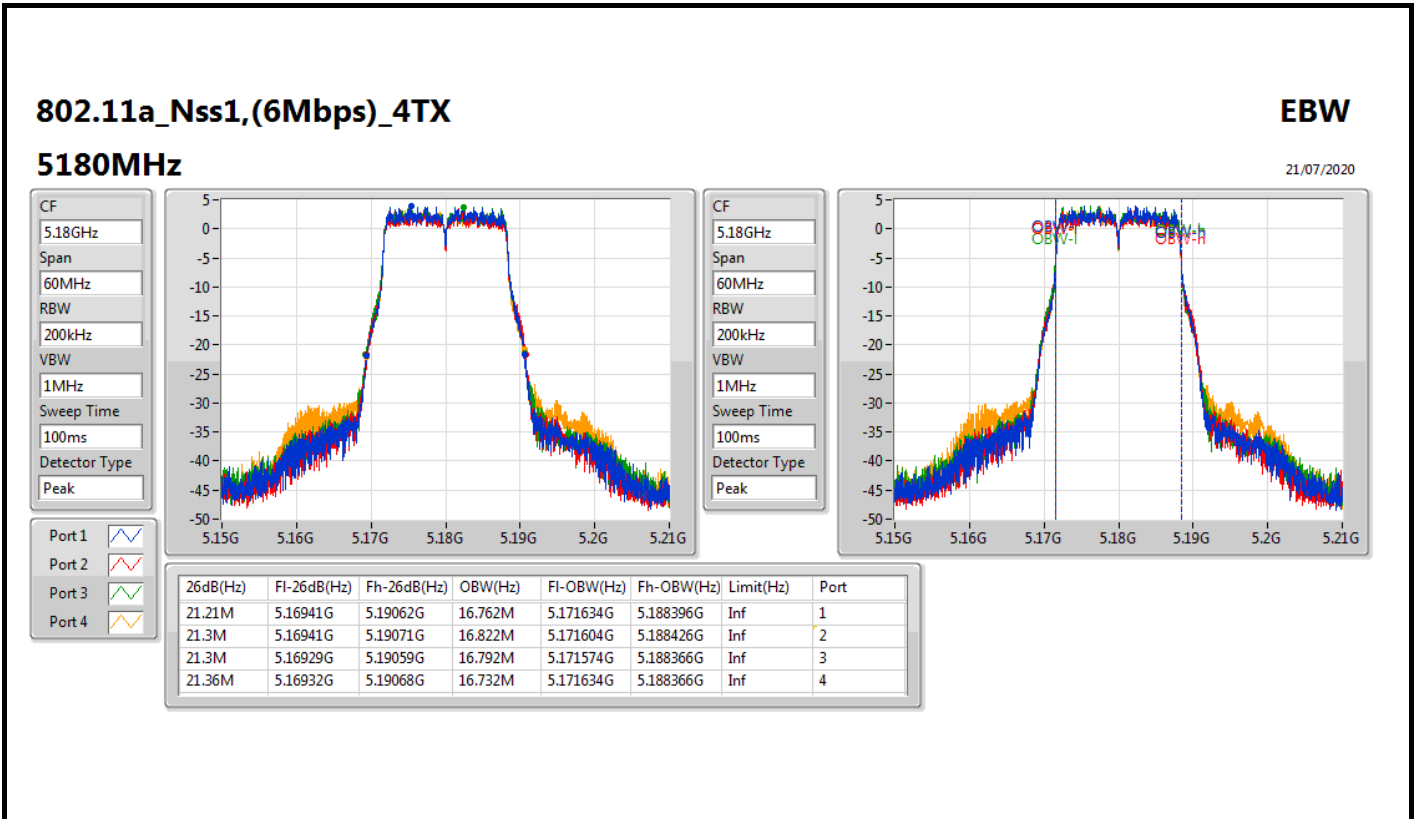 802.11a_Nss1,(6Mbps)_4TX
EBW
5180MHz
21/07/2020
CF
5.18GHz
Span
60MHz
RBW
200kHz
VBW
1MHz
Sweep Time
100ms
Detector Type
Peak
5
0
-5
-10
-15
-20
-25
-30
-35
-40
-45
-50
5.15G 5.16G 5.17G 5.18G 5.19G 5.2G 5.21G
CF
5.18GHz
Span
60MHz
RBW
200kHz
VBW
1MHz
Sweep Time
100ms
Detector Type
Peak
5
0
-5
-10
-15
-20
-25
-30
-35
-40
-45
-50
OBW-l
OBW-h
OBW-h
5.15G 5.16G 5.17G 5.18G 5.19G 5.2G 5.21G
Port 1
Port 2
Port 3
Port 4
26dB(Hz) Fl-26dB(Hz) Fh-26dB(Hz) OBW(Hz) Fl-OBW(Hz) Fh-OBW(Hz) Limit(Hz) Port
21.21M 5.16941G 5.19062G 16.762M 5.171634G 5.188396G Inf 1
21.3M 5.16941G 5.19071G 16.822M 5.171604G 5.188426G Inf 2
21.3M 5.16929G 5.19059G 16.792M 5.171574G 5.188366G Inf 3
21.36M 5.16932G 5.19068G 16.732M 5.171634G 5.188366G Inf 4